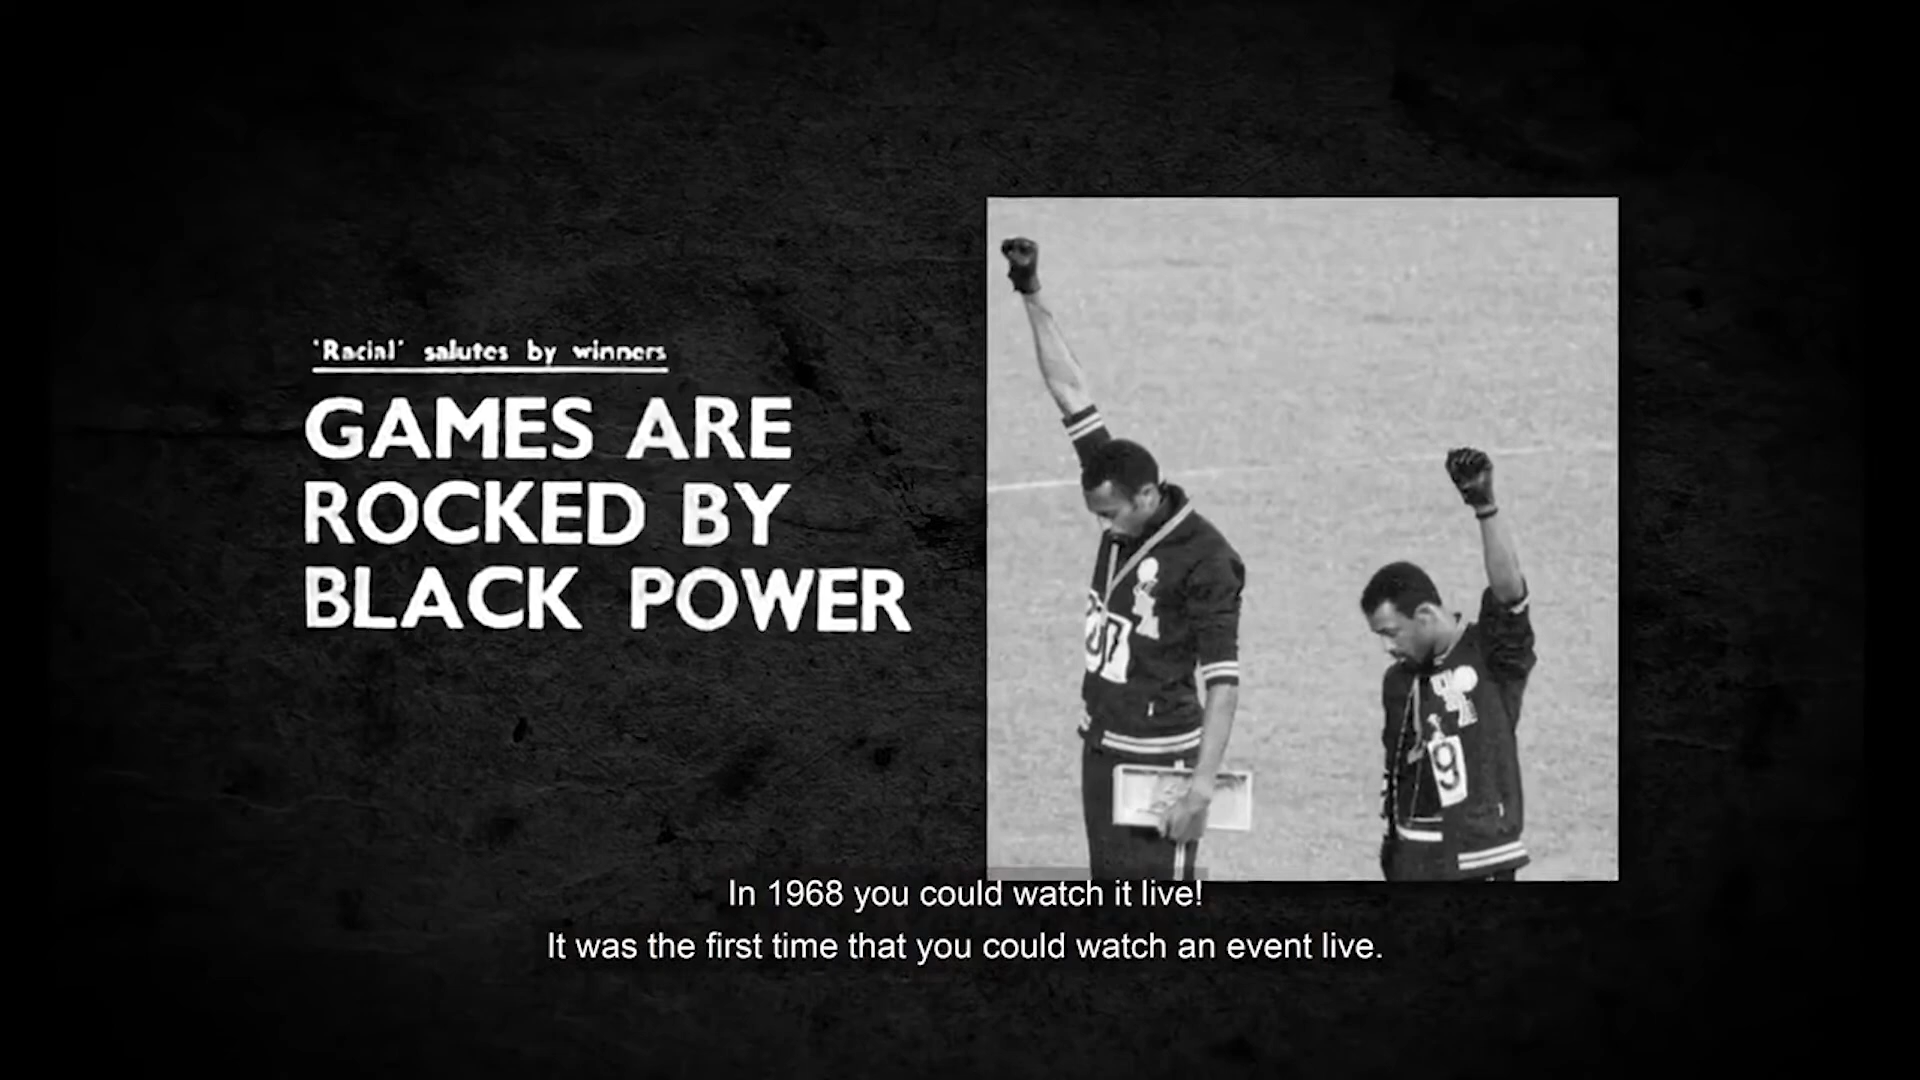 'Racial' salutes by winners
GAMES ARE
ROCKED BY
BLACK POWER
9
In 1968 you could watch it live!
It was the first time that you could watch an event live.